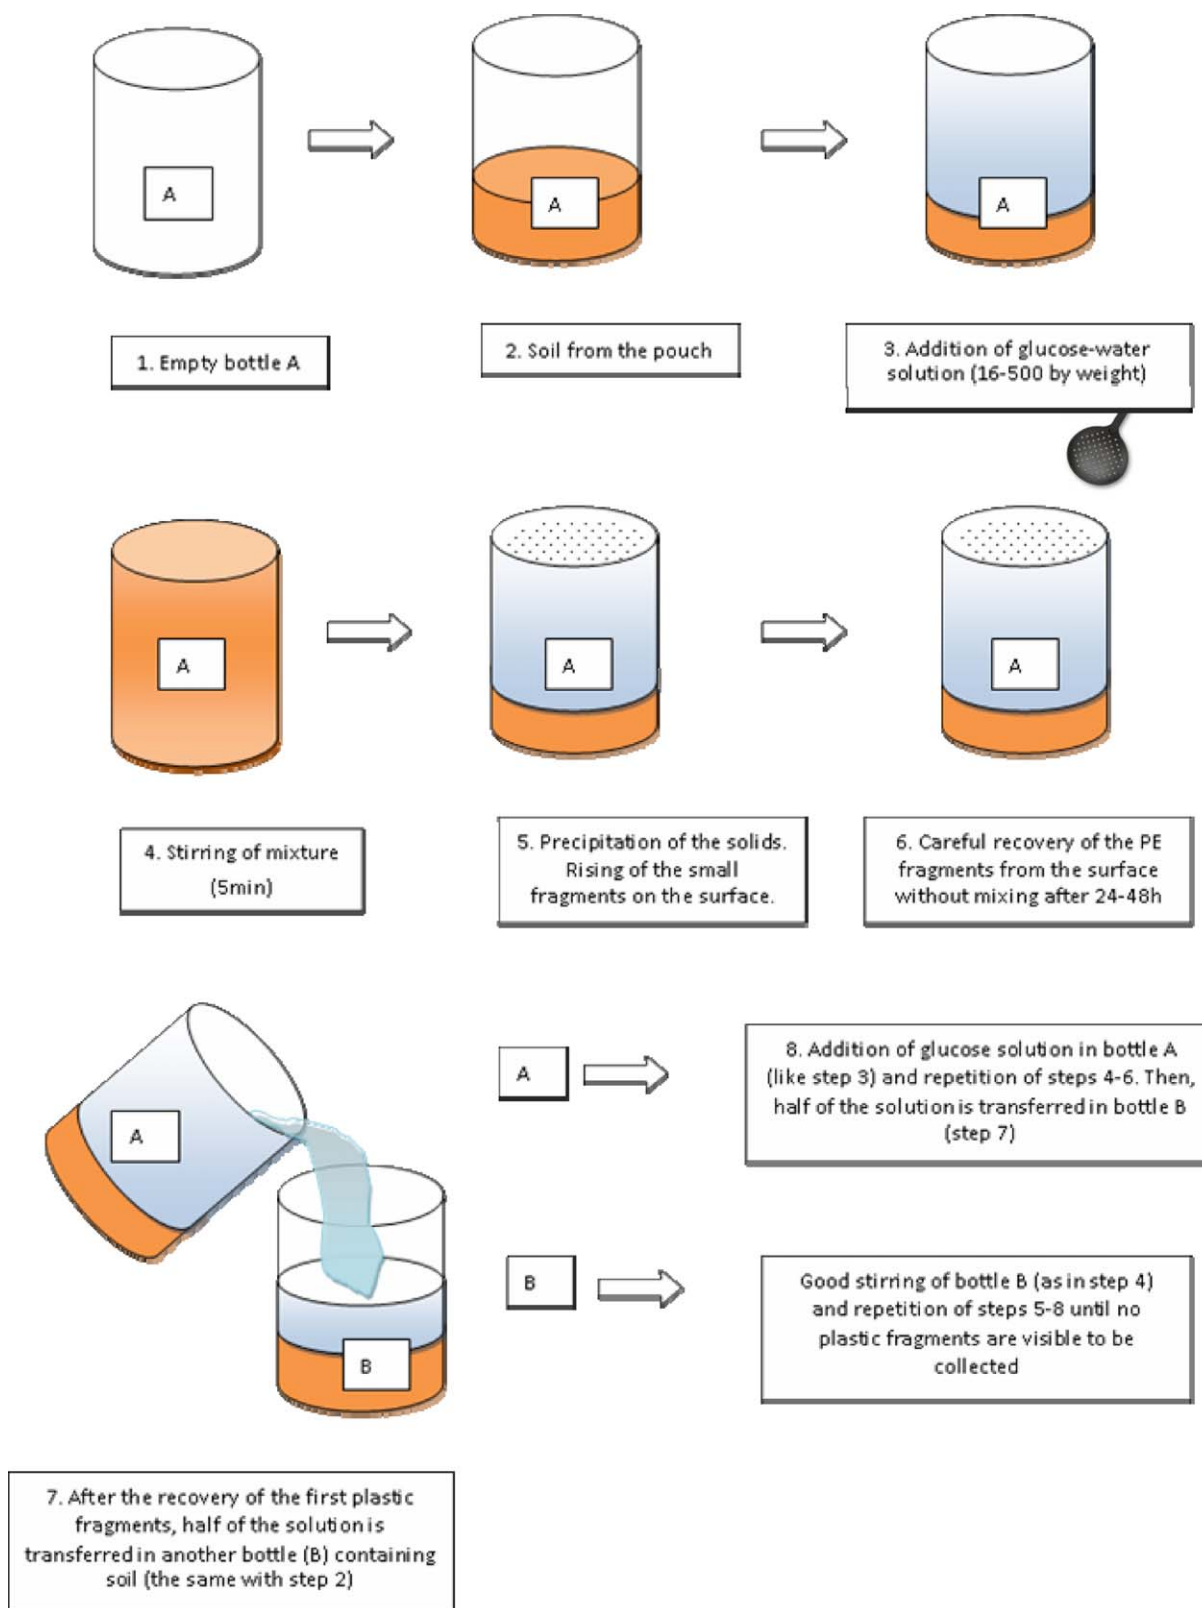 A
A
A
1. Empty bottle A
2. Soil from the pouch
3. Addition of glucose-water
solution (16-500 by weight)
A
A
A
4. Stirring of mixture
(5min)
5. Precipitation of the solids.
Rising of the small
fragments on the surface.
6. Careful recovery of the PE
fragments from the surface
without mixing after 24-48h
A
B
7. After the recovery of the first plastic
fragments, half of the solution is
transferred in another bottle (B) containing
soil (the same with step 2)
A
8. Addition of glucose solution in bottle A
(like step 3) and repetition of steps 4-6. Then,
half of the solution is transferred in bottle B
(step 7)
B
Good stirring of bottle B (as in step 4)
and repetition of steps 5-8 until no
plastic fragments are visible to be
collected